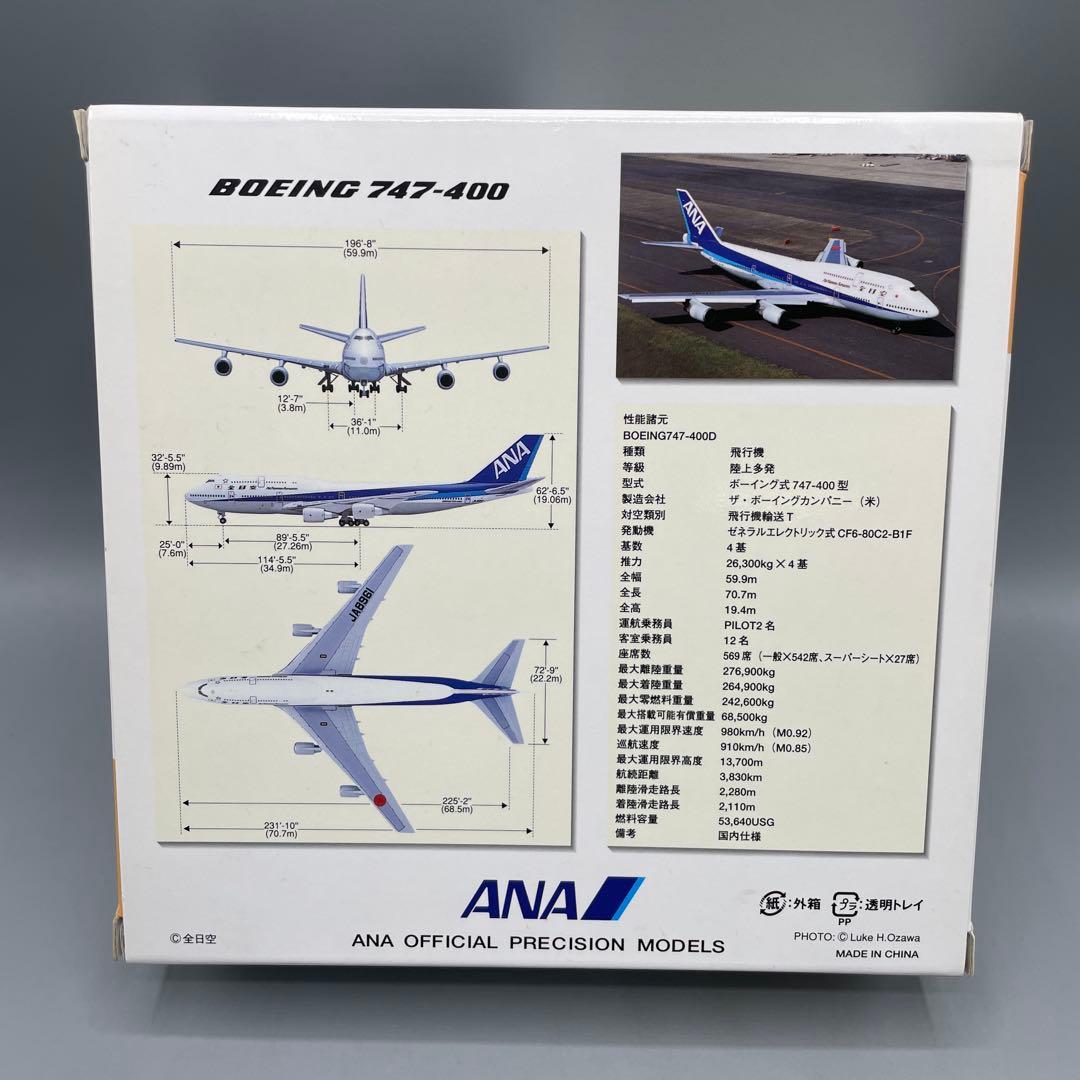 BOEING 747-400
196'-8"
(59.9m)
12'-7"
(3.8m)
36'-1"
(11.0m)
32'-5.5"
(9.89m)
全日空
ANA
62'-6.5"
(19.06m)
25'-0"
(7.6m)
89'-5.5"
(27.26m)
114'-5.5"
(34.9m)
JA8961
72'-9"
(22.2m)
225'-2"
(68.5m)
231'-10"
(70.7m)
ANA
全日空
性能諸元
BOEING747-400D
種類 飛行機
等級 陸上多発
型式 ボーイング式 747-400 型
製造会社 ザ・ボーイングカンパニー（米）
対空類別 飛行機輸送 T
発動機 ゼネラルエレクトリック式 CF6-80C2-B1F
基数 4 基
推力 26,300kg × 4 基
全幅 59.9m
全長 70.7m
全高 19.4m
運航乗務員 PILOT2 名
客室乗務員 12 名
座席数 569 席（一般×542席、スーパーシート×27席）
最大離陸重量 276,900kg
最大着陸重量 264,900kg
最大零燃料重量 242,600kg
最大搭載可能有償重量 68,500kg
最大運用限界速度 980km/h（M0.92）
巡航速度 910km/h（M0.85）
最大運用限界高度 13,700m
航続距離 3,830km
離陸滑走路長 2,280m
着陸滑走路長 2,110m
燃料容量 53,640USG
備考 国内仕様
ANA
紙:外箱 プラ:透明トレイ
PP
©全日空
ANA OFFICIAL PRECISION MODELS
PHOTO: © Luke H.Ozawa
MADE IN CHINA